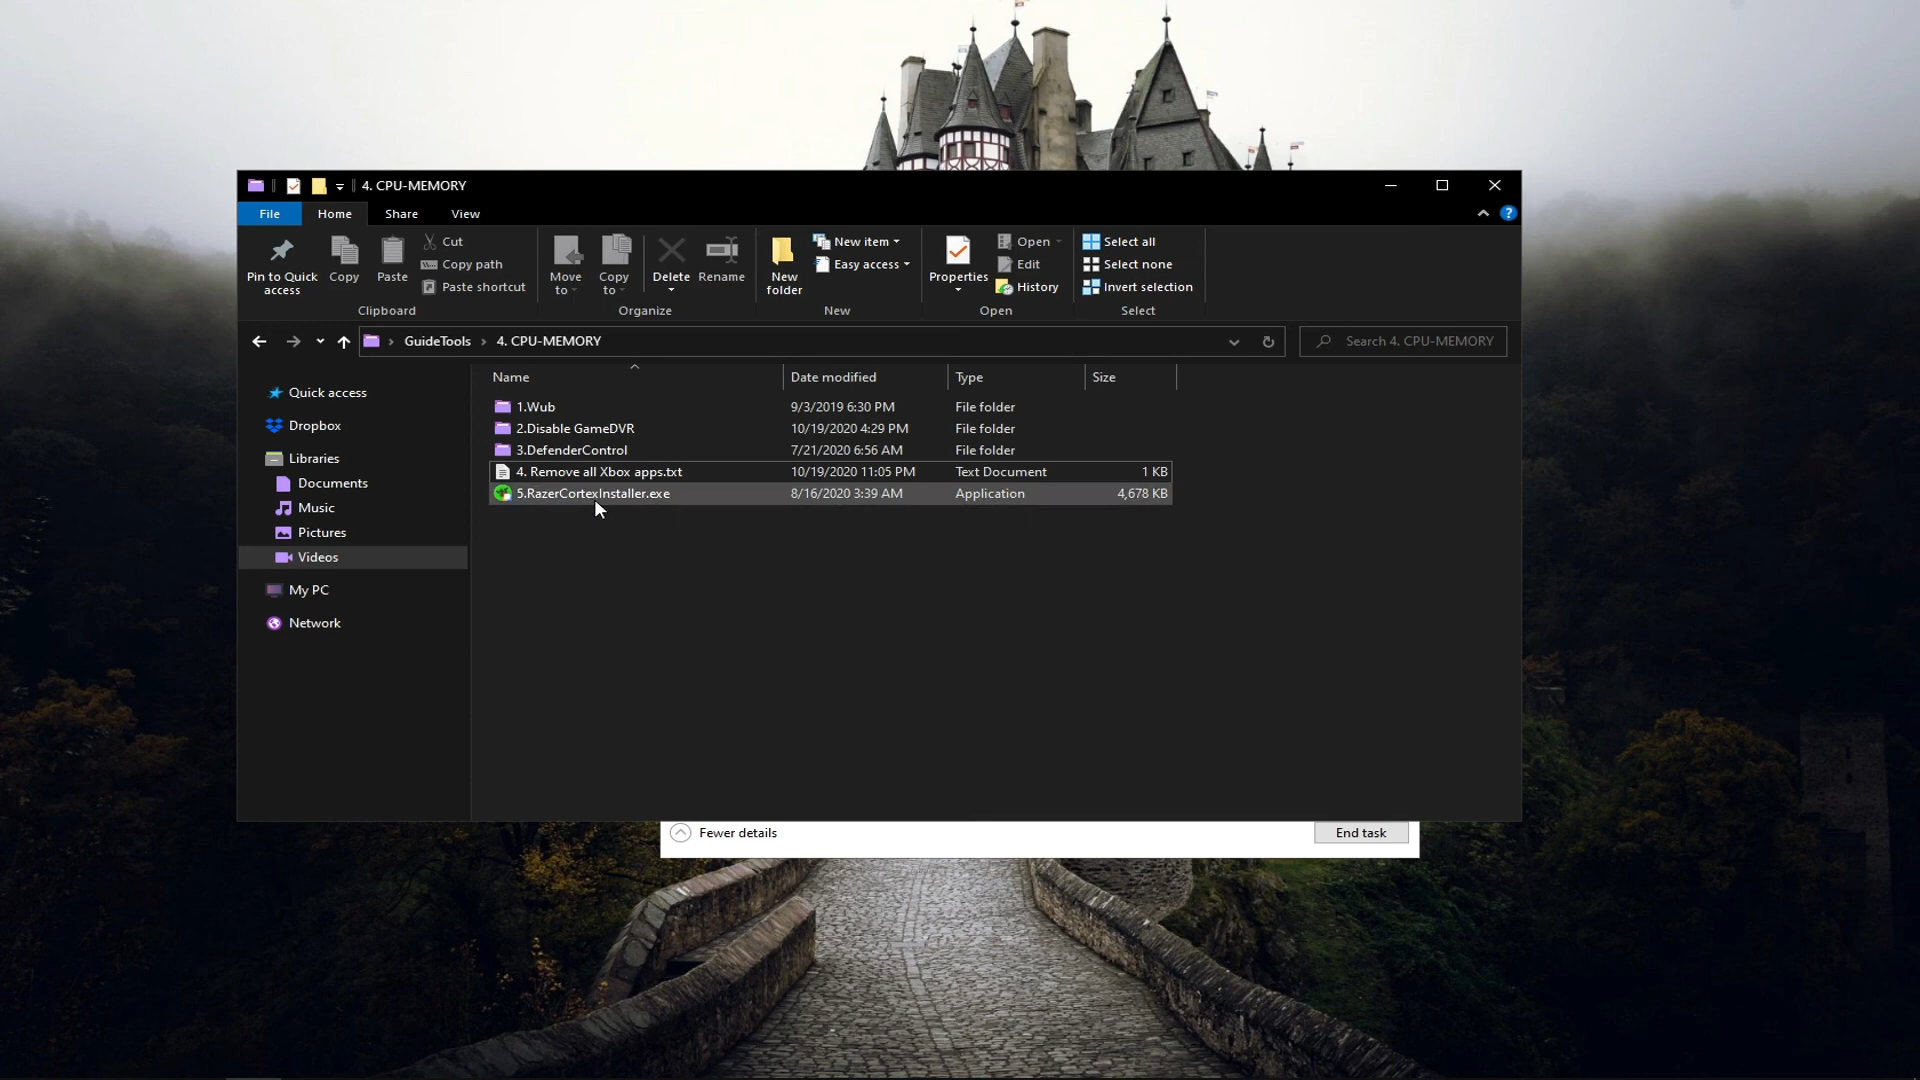 4. CPU-MEMORY
File Home Share View
Pin to Quick access
Copy
Paste
Cut
Copy path
Paste shortcut
Clipboard
Move to
Copy to
Delete
Rename
Organize
New folder
New item
Easy access
New
Properties
Open
Edit
History
Open
Select all
Select none
Invert selection
Select
GuideTools > 4. CPU-MEMORY
Search 4. CPU-MEMORY
Quick access
Dropbox
Libraries
Documents
Music
Pictures
Videos
My PC
Network
Name Date modified Type Size
1.Wub 9/3/2019 6:30 PM File folder
2.Disable GameDVR 10/19/2020 4:29 PM File folder
3.DefenderControl 7/21/2020 6:56 AM File folder
4. Remove all Xbox apps.txt 10/19/2020 11:05 PM Text Document 1 KB
5.RazerCortexInstaller.exe 8/16/2020 3:39 AM Application 4,678 KB
Fewer details
End task